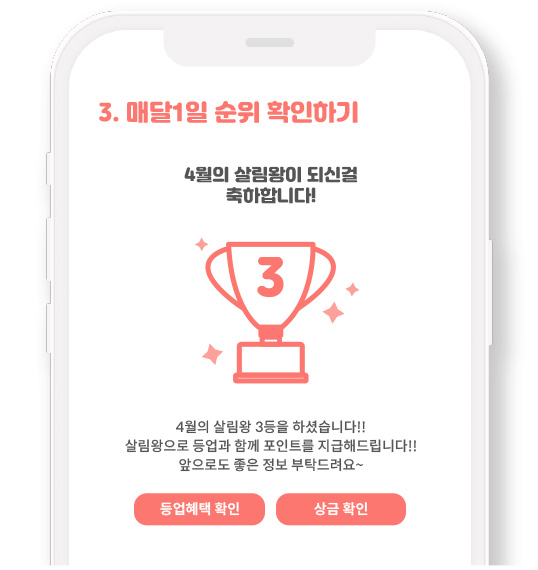 3. 매달1일 순위 확인하기
4월의 살림왕이 되신걸
축하합니다!
3
4월의 살림왕 3등을 하셨습니다!!
살림왕으로 등업과 함께 포인트를 지급해드립니다!!
앞으로도 좋은 정보 부탁드려요~
등업혜택 확인
상금 확인